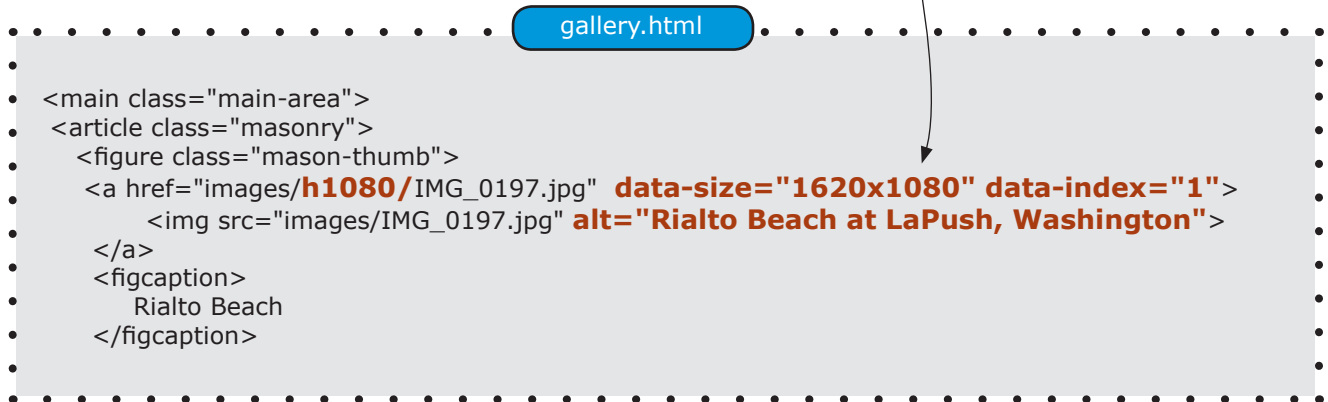 gallery.html
<main class="main-area">
<article class="masonry">
<figure class="mason-thumb">
<a href="images/h1080/IMG_0197.jpg" data-size="1620x1080" data-index="1">
<img src="images/IMG_0197.jpg" alt="Rialto Beach at LaPush, Washington">
</a>
<figcaption>
Rialto Beach
</figcaption>